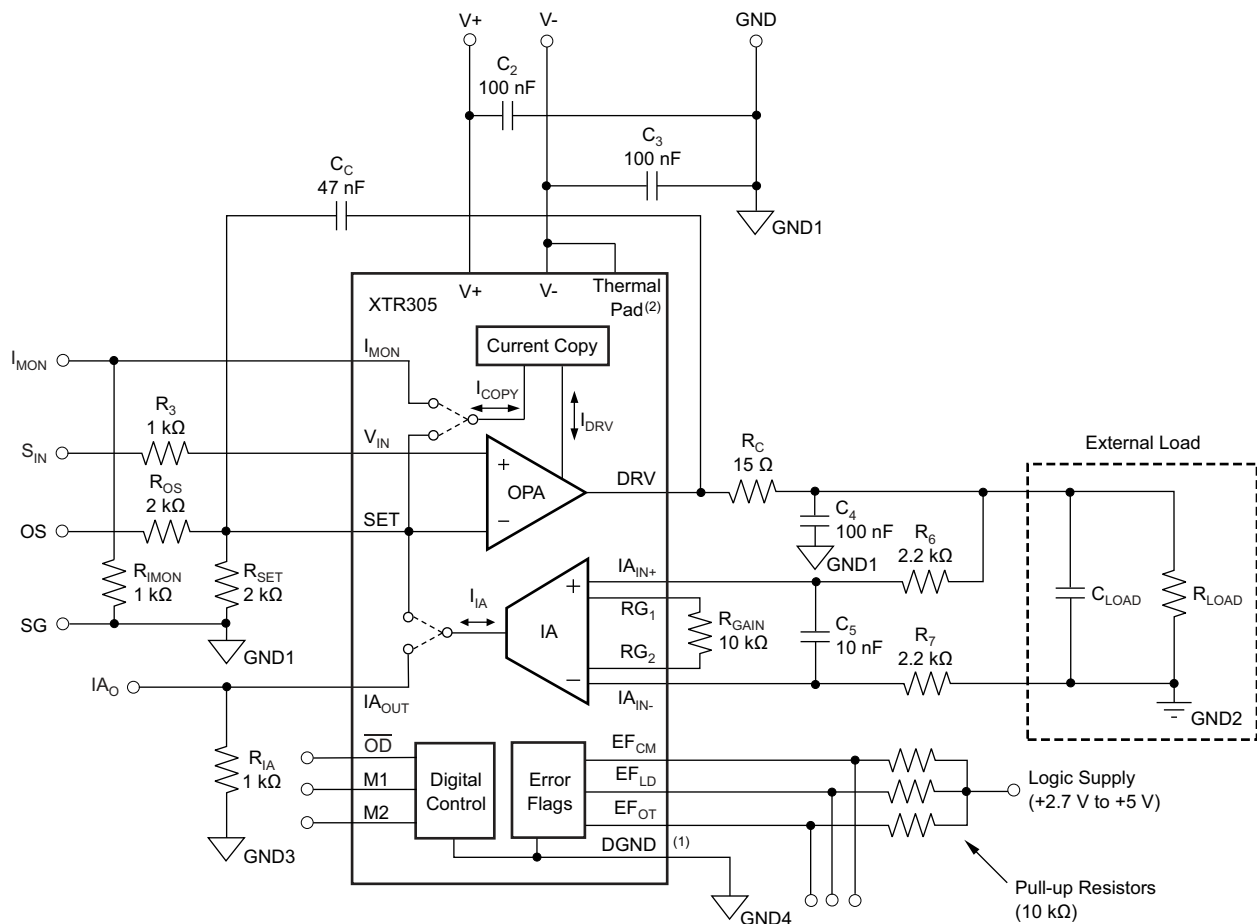 V+
V-
GND
C2
100 nF
C3
100 nF
CC
47 nF
GND1
V+
V-
Thermal
Pad(2)
XTR305
IMON
IMON
Current Copy
ICOPY
IDRV
R3
1 kΩ
SIN
VIN
+
OPA
−
DRV
RC
15 Ω
External Load
ROS
2 kΩ
OS
SET
C4
100 nF
GND1
R6
2.2 kΩ
RIMON
1 kΩ
RSET
2 kΩ
SG
GND1
IIA
IA
+
−
IAIN+
RG1
RG2
RGAIN
10 kΩ
C5
10 nF
R7
2.2 kΩ
CLOAD
RLOAD
IAO
IAOUT
IAIN-
GND2
RIA
1 kΩ
GND3
OD
M1
M2
Digital
Control
Error
Flags
EFCM
EFLD
EFOT
DGND
(1)
Logic Supply
(+2.7 V to +5 V)
GND4
Pull-up Resistors
(10 kΩ)